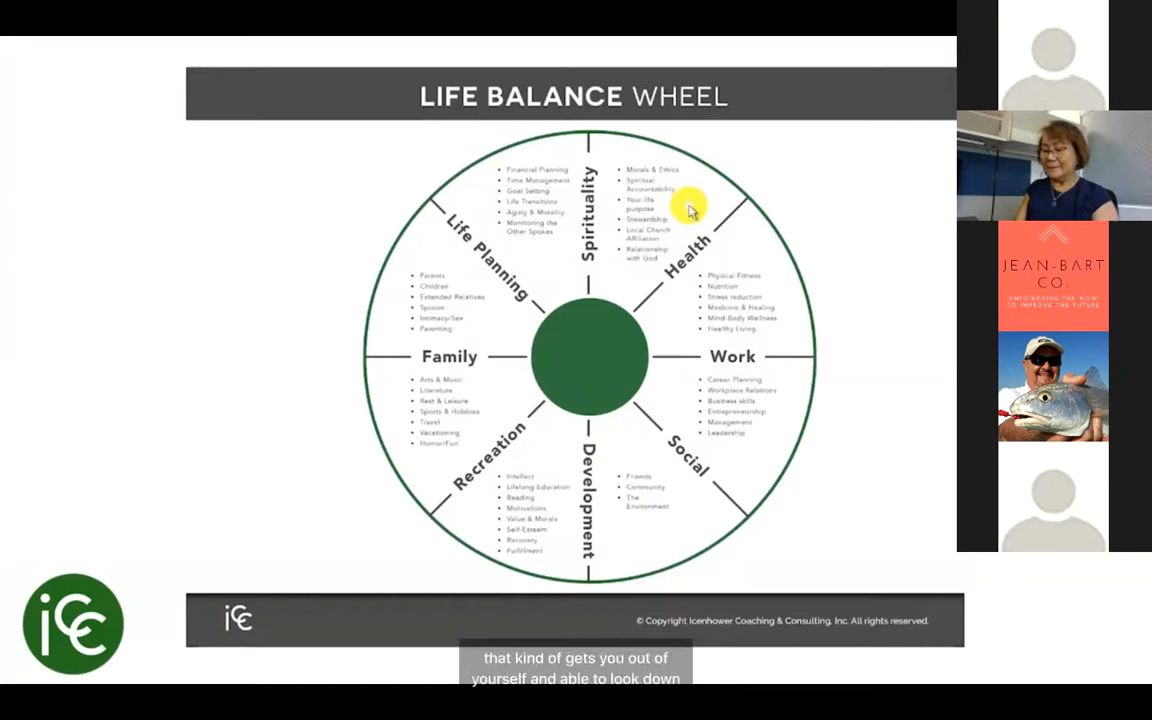 LIFE BALANCE WHEEL
Spirituality
Morals & Ethics
Spiritual
Accountability
Your life
purpose
Stewardship
Local Church
Affiliation
Relationship
with God
Health
Physical Fitness
Nutrition
Stress reduction
Medicine & Healing
Mind-Body Wellness
Healthy Living
Work
Career Planning
Workplace Relations
Business skills
Entrepreneurship
Management
Leadership
Social
Friends
Community
The
Environment
Development
Intellect
Lifelong Education
Reading
Motivations
Value & Morals
Self-Esteem
Recovery
Fulfillment
Recreation
Arts & Music
Literature
Rest & Leisure
Sports & Hobbies
Travel
Vacationing
Humor/Fun
Family
Parents
Children
Extended Relatives
Spouse
Intimacy/Sex
Parenting
Life Planning
Financial Planning
Time Management
Goal Setting
Life Transitions
Aging & Morality
Monitoring the
Other Spokes
JEAN-BART
CO.
EMPOWERING THE NOW
TO IMPROVE THE FUTURE
iCC
iCC
© Copyright Icenhower Coaching & Consulting, Inc. All rights reserved.
that kind of gets you out of
yourself and able to look down